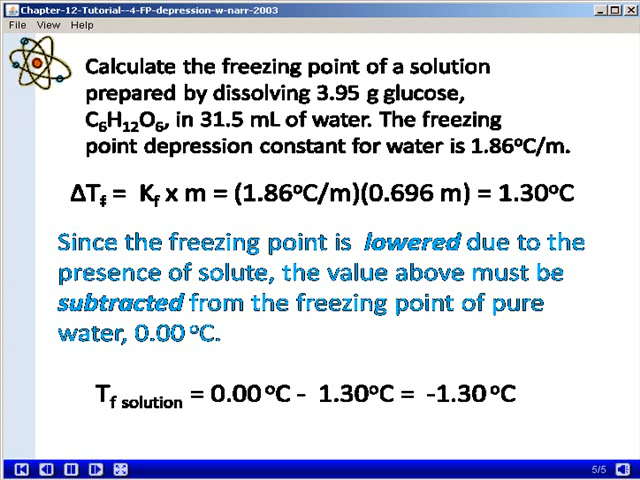 Chapter-12-Tutorial--4-FP-depression-w-narr-2003
File View Help
Calculate the freezing point of a solution
prepared by dissolving 3.95 g glucose,
C₆H₁₂O₆, in 31.5 mL of water. The freezing
point depression constant for water is 1.86°C/m.
ΔTf = Kf x m = (1.86°C/m)(0.696 m) = 1.30°C
Since the freezing point is lowered due to the
presence of solute, the value above must be
subtracted from the freezing point of pure
water, 0.00 °C.
Tf solution = 0.00 °C - 1.30°C = -1.30 °C
5/5